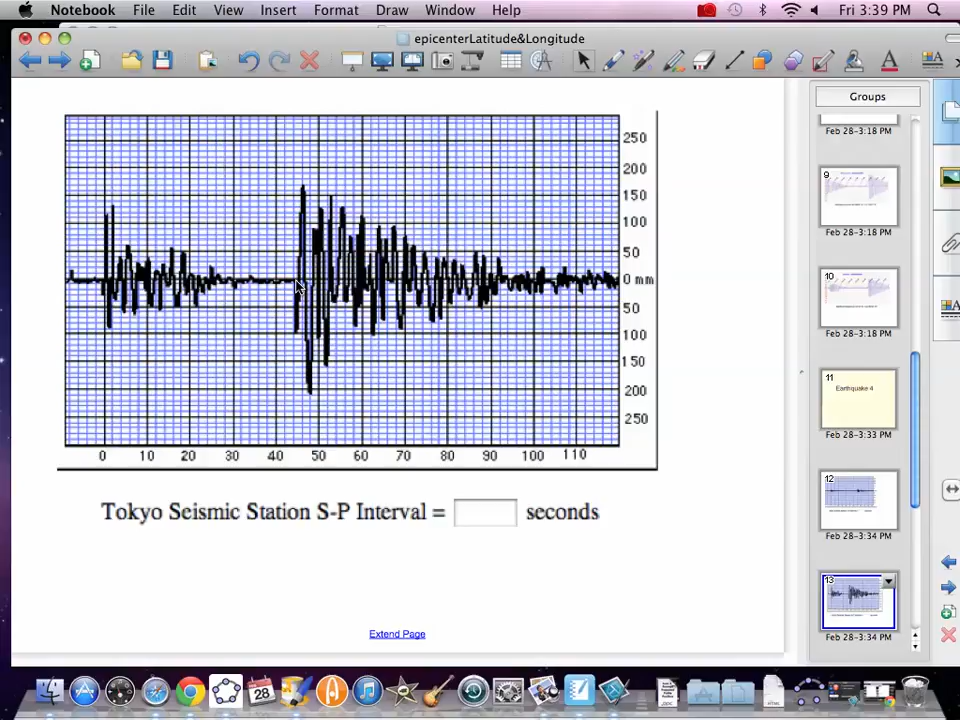 Notebook File Edit View Insert Format Draw Window Help Fri 3:39 PM
epicenterLatitude&Longitude
Groups
Feb 28-3:18 PM
9
Feb 28-3:18 PM
10
Feb 28-3:18 PM
11
Earthquake 4
Feb 28-3:33 PM
12
Feb 28-3:34 PM
13
Feb 28-3:34 PM
250
200
150
100
50
0 mm
50
100
150
200
250
0 10 20 30 40 50 60 70 80 90 100 110
Tokyo Seismic Station S-P Interval = seconds
Extend Page
28